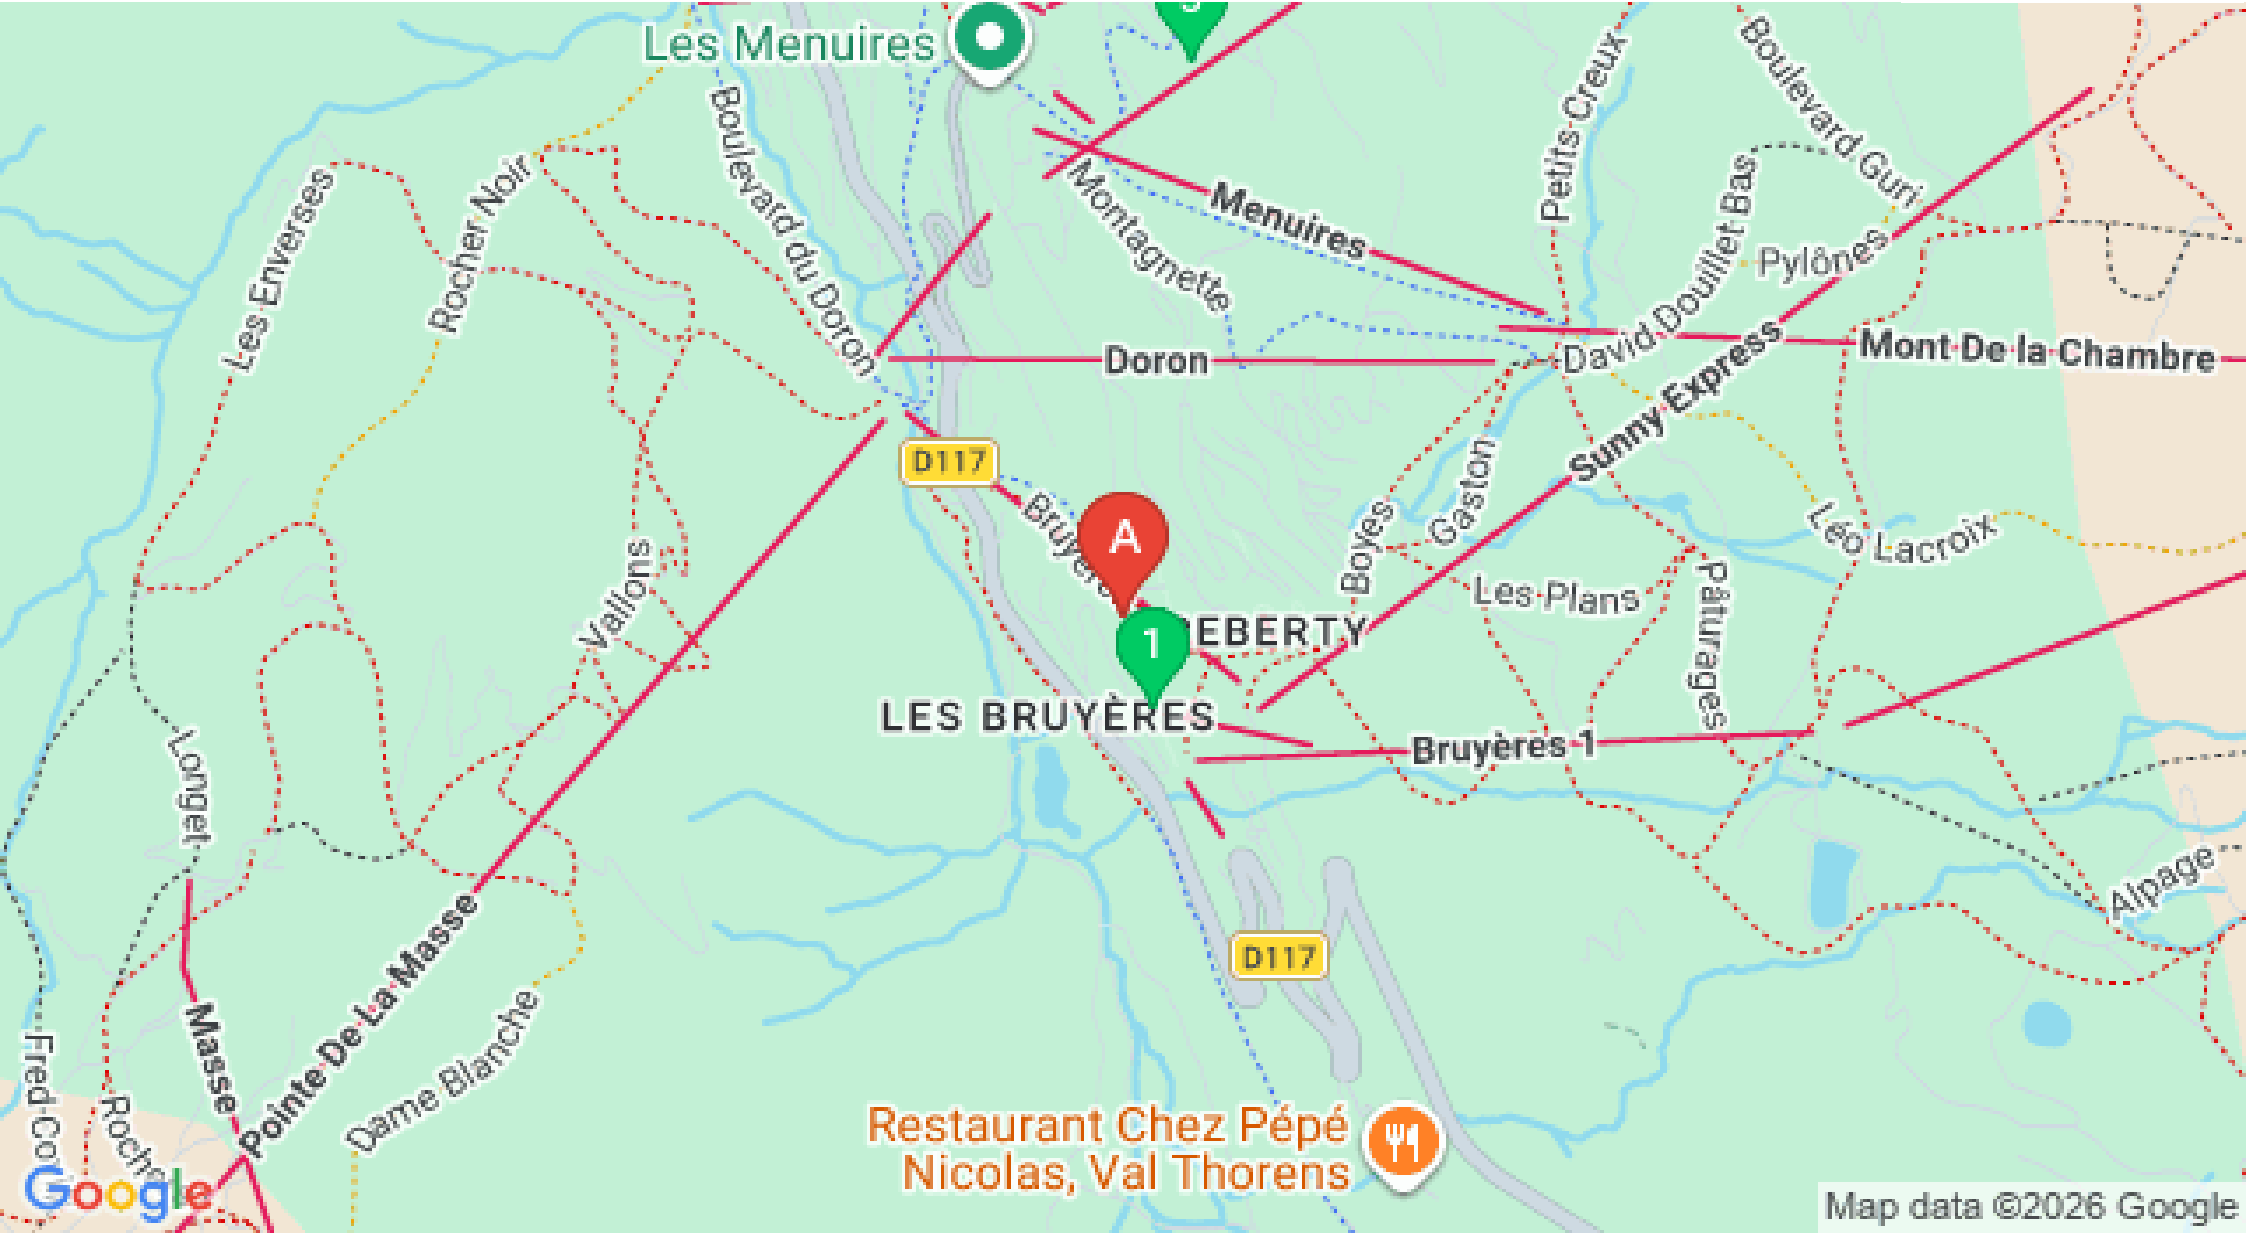 Les Menuires
Boulevard du Doron
Petits Creux
Boulevard Guri
Les Enverses
Rocher Noir
Montagnette
Menuires
David Douillet Bas
Pylônes
Doron
Mont De la Chambre
Sunny Express
D117
Bruyère
A
Gaston
Boyes
Léo Lacroix
Les Plans
Pâturages
Vallons
1
EBERTY
LES BRUYÈRES
Bruyères 1
Longet
Alpage
D117
Masse
Pointe De La Masse
Dame Blanche
Fred Co
Roche
Restaurant Chez Pépé
Nicolas, Val Thorens
Google
Map data ©2026 Google